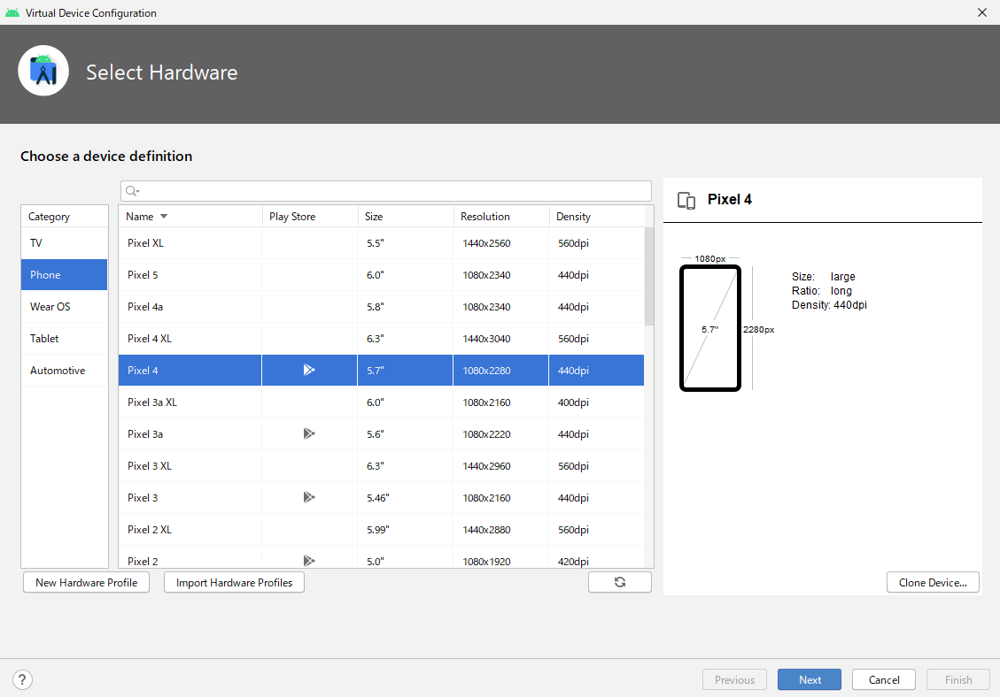 Virtual Device Configuration
Select Hardware
Choose a device definition
Category
TV
Phone
Wear OS
Tablet
Automotive
Name Play Store Size Resolution Density
Pixel XL 5.5" 1440x2560 560dpi
Pixel 5 6.0" 1080x2340 440dpi
Pixel 4a 5.8" 1080x2340 440dpi
Pixel 4 XL 6.3" 1440x3040 560dpi
Pixel 4 5.7" 1080x2280 440dpi
Pixel 3a XL 6.0" 1080x2160 400dpi
Pixel 3a 5.6" 1080x2220 440dpi
Pixel 3 XL 6.3" 1440x2960 560dpi
Pixel 3 5.46" 1080x2160 440dpi
Pixel 2 XL 5.99" 1440x2880 560dpi
Pixel 2 5.0" 1080x1920 420dpi
New Hardware Profile Import Hardware Profiles
Pixel 4
1080px
5.7"
2280px
Size: large
Ratio: long
Density: 440dpi
Clone Device...
? Previous Next Cancel Finish